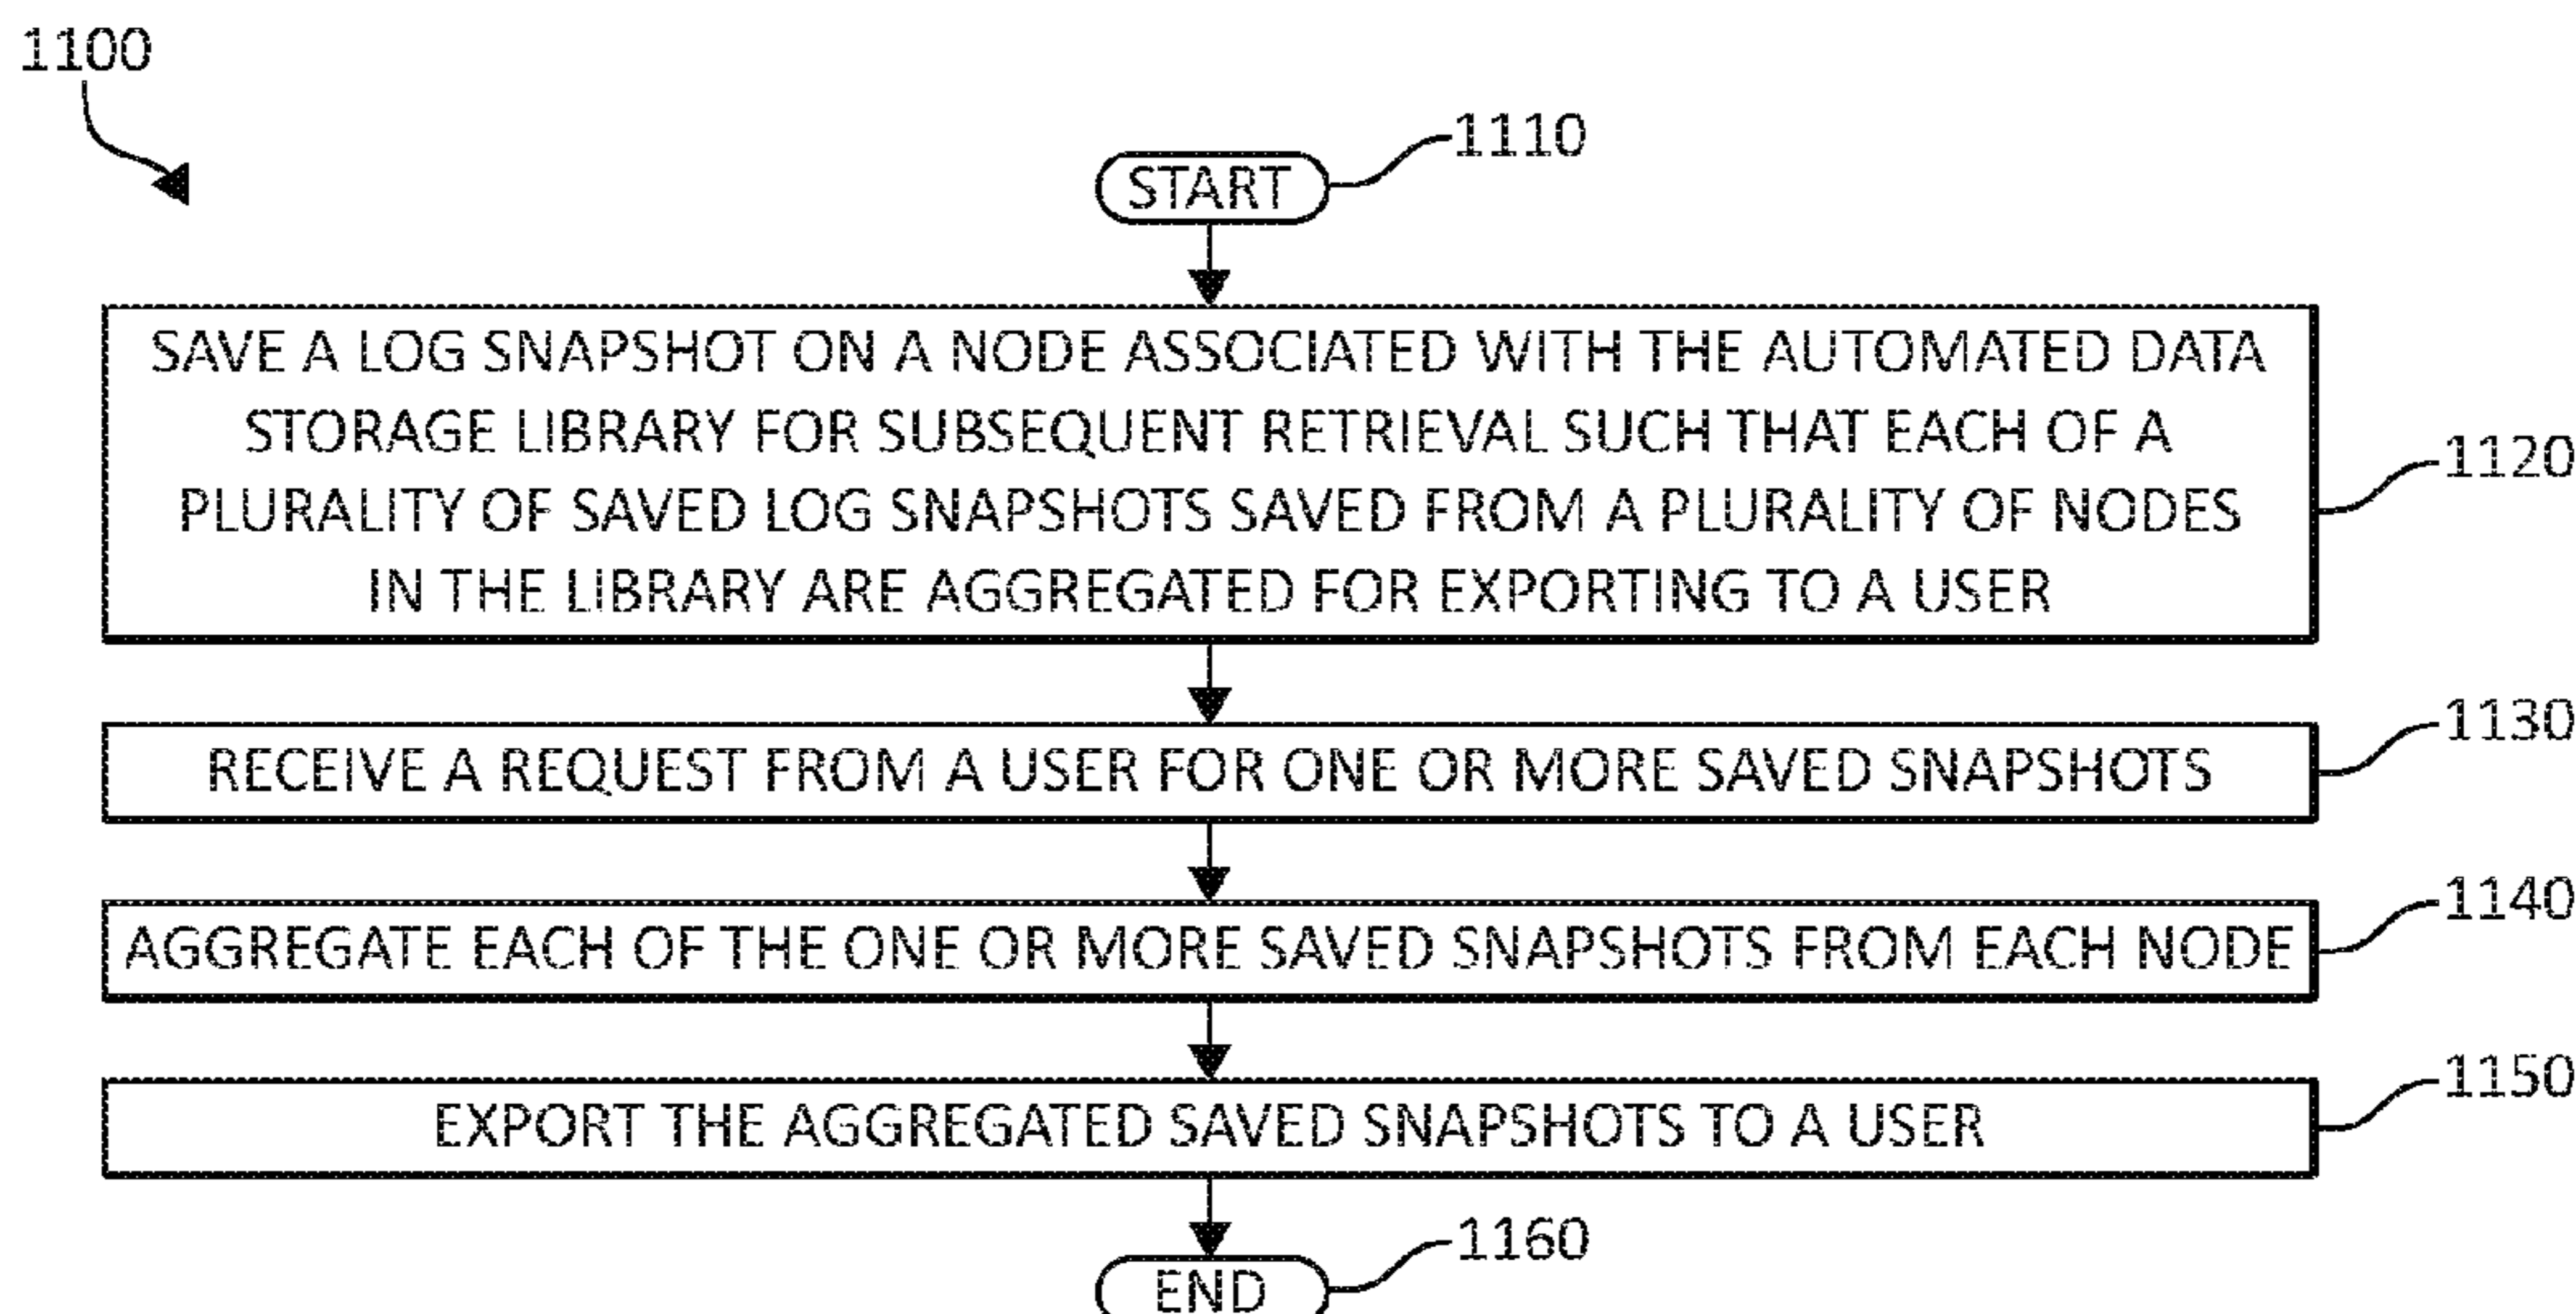 1100
1110
START
SAVE A LOG SNAPSHOT ON A NODE ASSOCIATED WITH THE AUTOMATED DATA
STORAGE LIBRARY FOR SUBSEQUENT RETRIEVAL SUCH THAT EACH OF A
1120
PLURALITY OF SAVED LOG SNAPSHOTS SAVED FROM A PLURALITY OF NODES
IN THE LIBRARY ARE AGGREGATED FOR EXPORTING TO A USER
1130
RECEIVE A REQUEST FROM A USER FOR ONE OR MORE SAVED SNAPSHOTS
1140
AGGREGATE EACH OF THE ONE OR MORE SAVED SNAPSHOTS FROM EACH NODE
1150
EXPORT THE AGGREGATED SAVED SNAPSHOTS TO A USER
1160
END